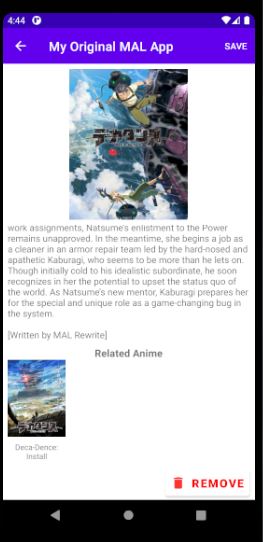 4:44
My Original MAL App
SAVE
デカダンス
work assignments, Natsume's enlistment to the Power
remains unapproved. In the meantime, she begins a job as
a cleaner in an armor repair team led by the hard-nosed and
apathetic Kaburagi, who seems to be more than he lets on.
Though initially cold to his idealistic subordinate, he soon
recognizes in her the potential to upset the status quo of
the world. As Natsume's new mentor, Kaburagi prepares her
for the special and unique role as a game-changing bug in
the system.
[Written by MAL Rewrite]
Related Anime
Deca-Dence:
Install
REMOVE